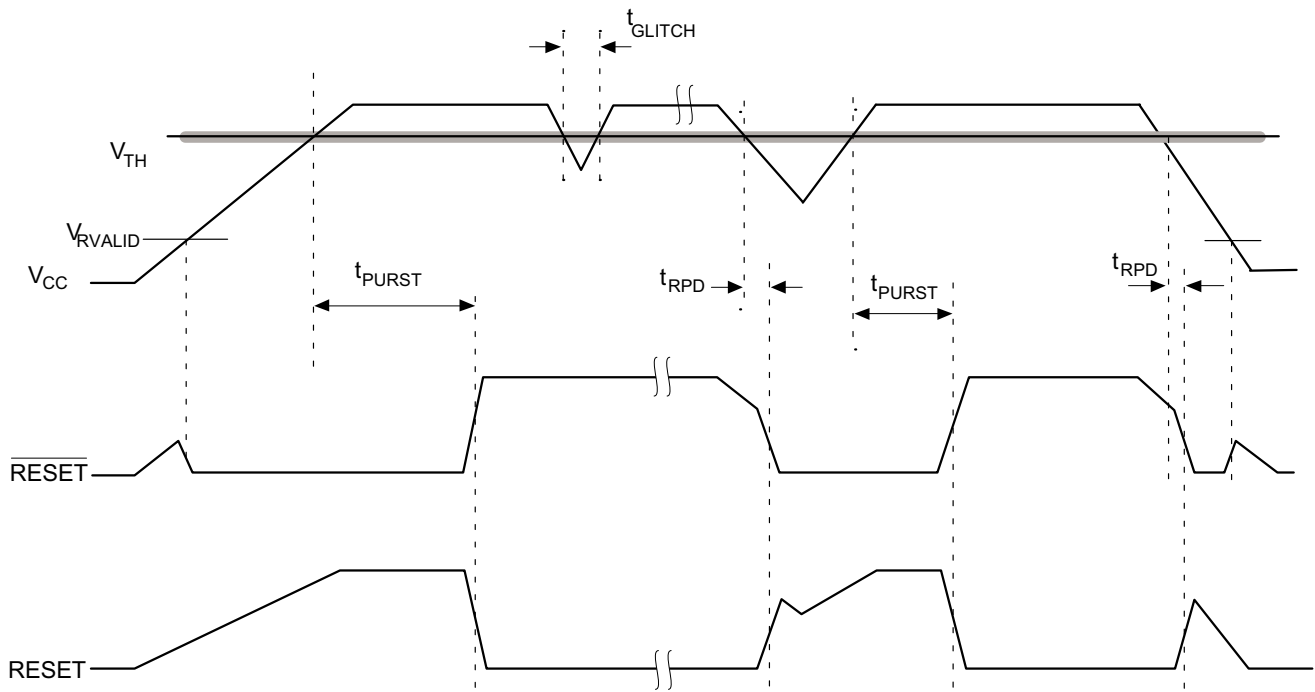 tGLITCH
VTH
VRVALID
VCC
tPURST
tRPD
tPURST
tRPD
RESET
RESET